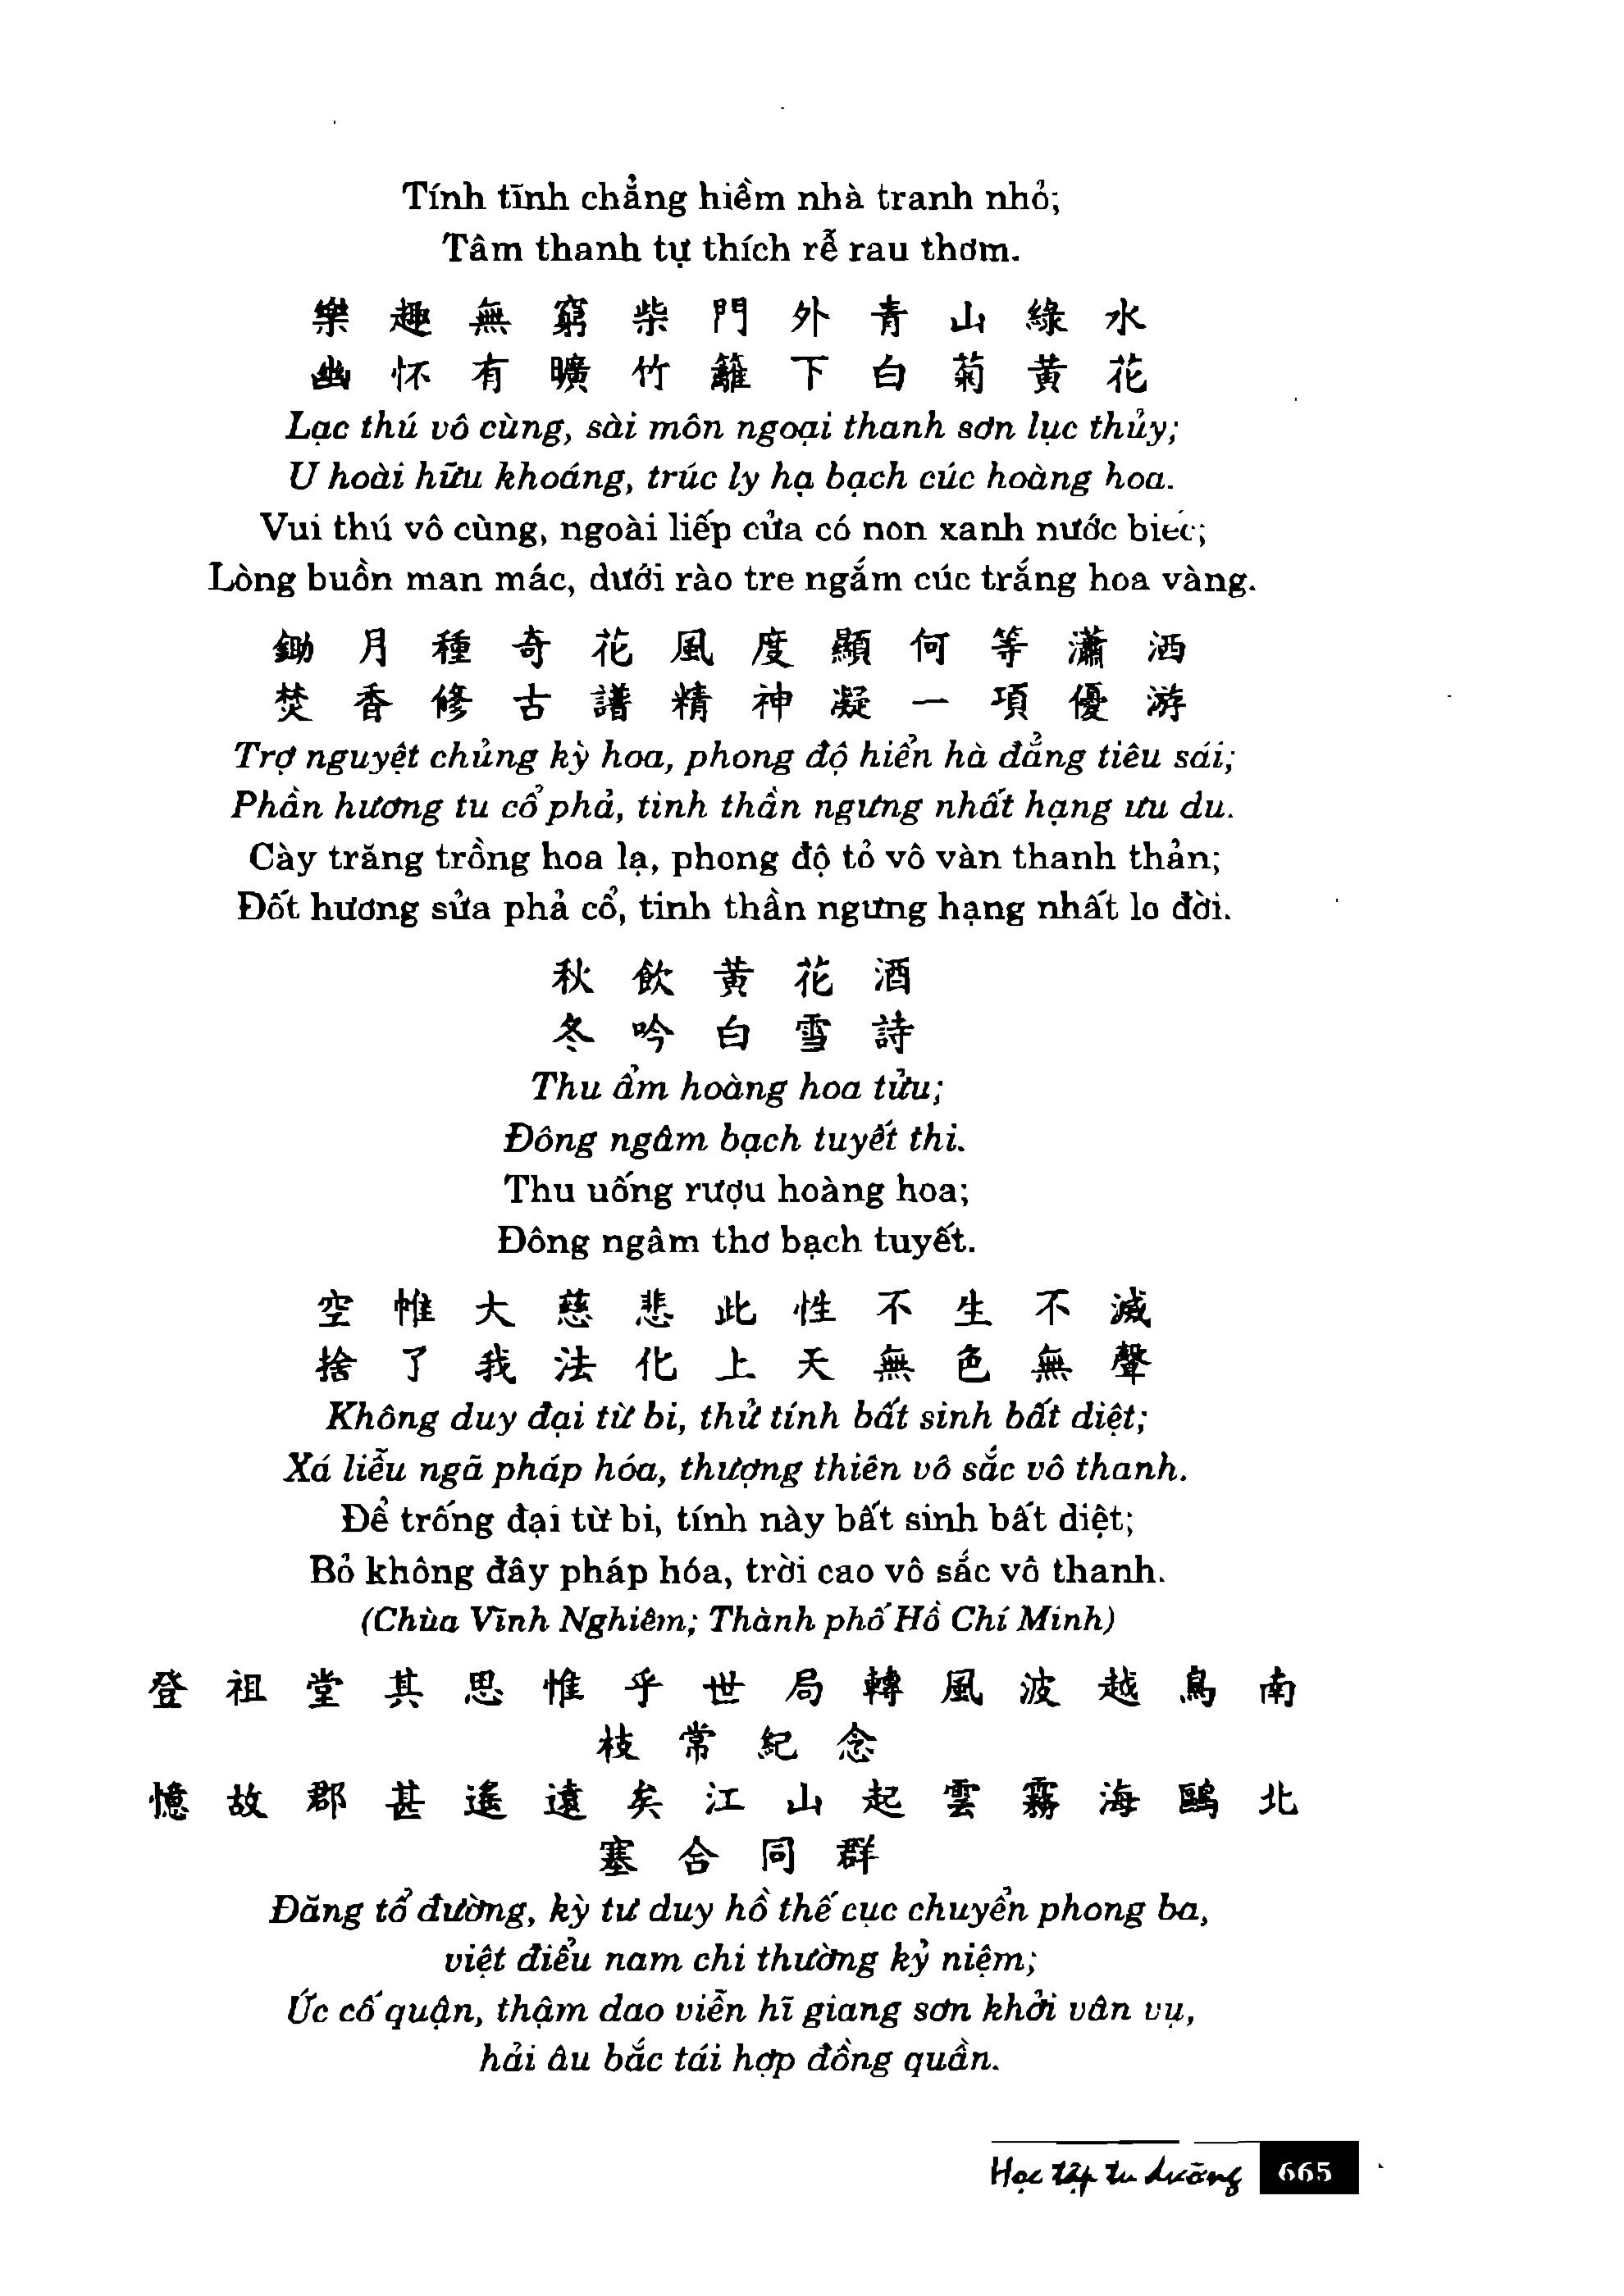 Tính tĩnh chẳng hiềm nhà tranh nhỏ;
Tâm thanh tự thích rễ rau thơm.
樂趣無窮柴門外青山綠水
幽怀有曠竹籬下白菊黃花
Lạc thú vô cùng, sài môn ngoại thanh sơn lục thủy;
U hoài hữu khoáng, trúc ly hạ bạch cúc hoàng hoa.
Vui thú vô cùng, ngoài liếp cửa có non xanh nước biếc;
Lòng buồn man mác, dưới rào tre ngắm cúc trắng hoa vàng.
鋤月種奇花風度顯何等瀟洒
焚香修古譜精神凝一項優游
Trợ nguyệt chủng kỳ hoa, phong độ hiển hà đẳng tiêu sái;
Phần hương tu cổ phả, tinh thần ngưng nhất hạng ưu du.
Cày trăng trồng hoa lạ, phong độ tỏ vô vàn thanh thản;
Đốt hương sửa phả cổ, tinh thần ngưng hạng nhất lo đời.
秋飲黃花酒
冬吟白雪詩
Thu ẩm hoàng hoa tửu;
Đông ngâm bạch tuyết thi.
Thu uống rượu hoàng hoa;
Đông ngâm thơ bạch tuyết.
空惟大慈悲此性不生不滅
捨了我法化上天無色無聲
Không duy đại từ bi, thử tính bất sinh bất diệt;
Xá liễu ngã pháp hóa, thượng thiên vô sắc vô thanh.
Để trống đại từ bi, tính này bất sinh bất diệt;
Bỏ không đây pháp hóa, trời cao vô sắc vô thanh.
(Chùa Vĩnh Nghiêm; Thành phố Hồ Chí Minh)
登祖堂其思惟乎世局轉風波越鳥南
枝常紀念
憶故郡甚遙遠矣江山起雲霧海鷗北
塞合同群
Đăng tổ đường, kỳ tư duy hồ thế cục chuyển phong ba,
việt điểu nam chi thường kỷ niệm;
Ức cố quận, thậm dao viễn hĩ giang sơn khởi vân vụ,
hải âu bắc tái hợp đồng quần.
Học tập tu dưỡng 665